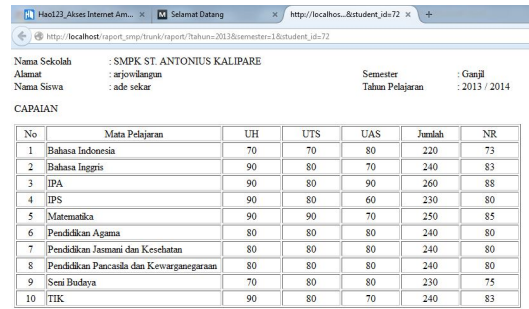 Hao123_Akses Internet Am... × Selamat Datang × http://localhos...&student_id=72 × +
http://localhost/raport_smp/trunk/raport/?tahun=2013&semester=1&student_id=72
Nama Sekolah : SMPK ST. ANTONIUS KALIPARE
Alamat : arjowilangun Semester : Ganjil
Nama Siswa : ade sekar Tahun Pelajaran : 2013 / 2014
CAPAIAN
No Mata Pelajaran UH UTS UAS Jumlah NR
1 Bahasa Indonesia 70 70 80 220 73
2 Bahasa Inggris 90 80 70 240 83
3 IPA 90 80 90 260 88
4 IPS 90 80 60 230 80
5 Matematika 90 90 70 250 85
6 Pendidikan Agama 80 80 80 240 80
7 Pendidikan Jasmani dan Kesehatan 80 80 80 240 80
8 Pendidikan Pancasila dan Kewarganegaraan 80 80 80 240 80
9 Seni Budaya 70 80 80 230 75
10 TIK 90 80 70 240 83